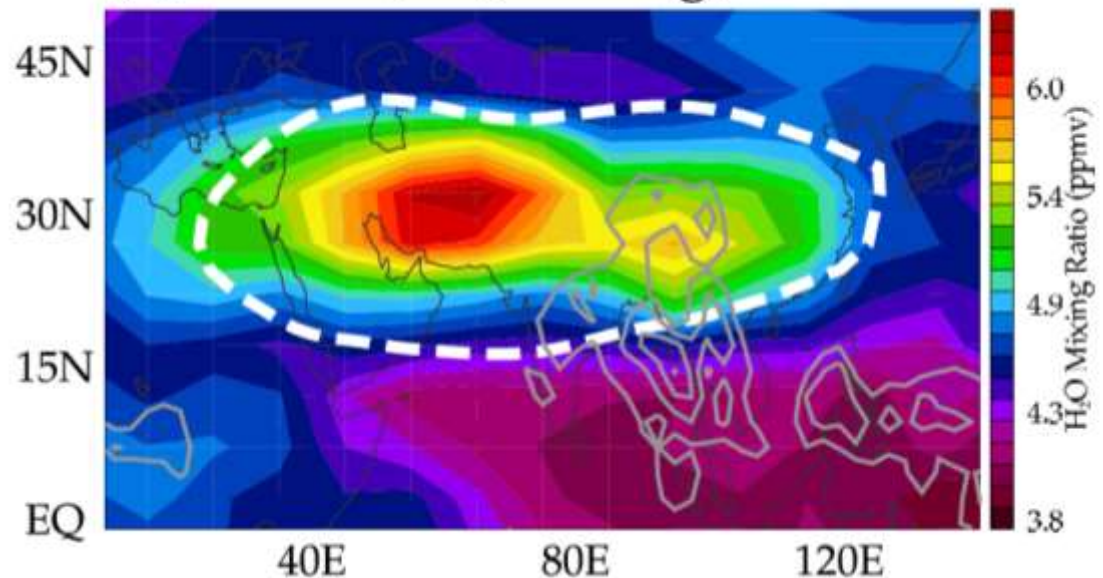 45N
30N
15N
EQ
40E 80E 120E
6.0
5.4
4.9
4.3
3.8
H₂O Mixing Ratio (ppmv)